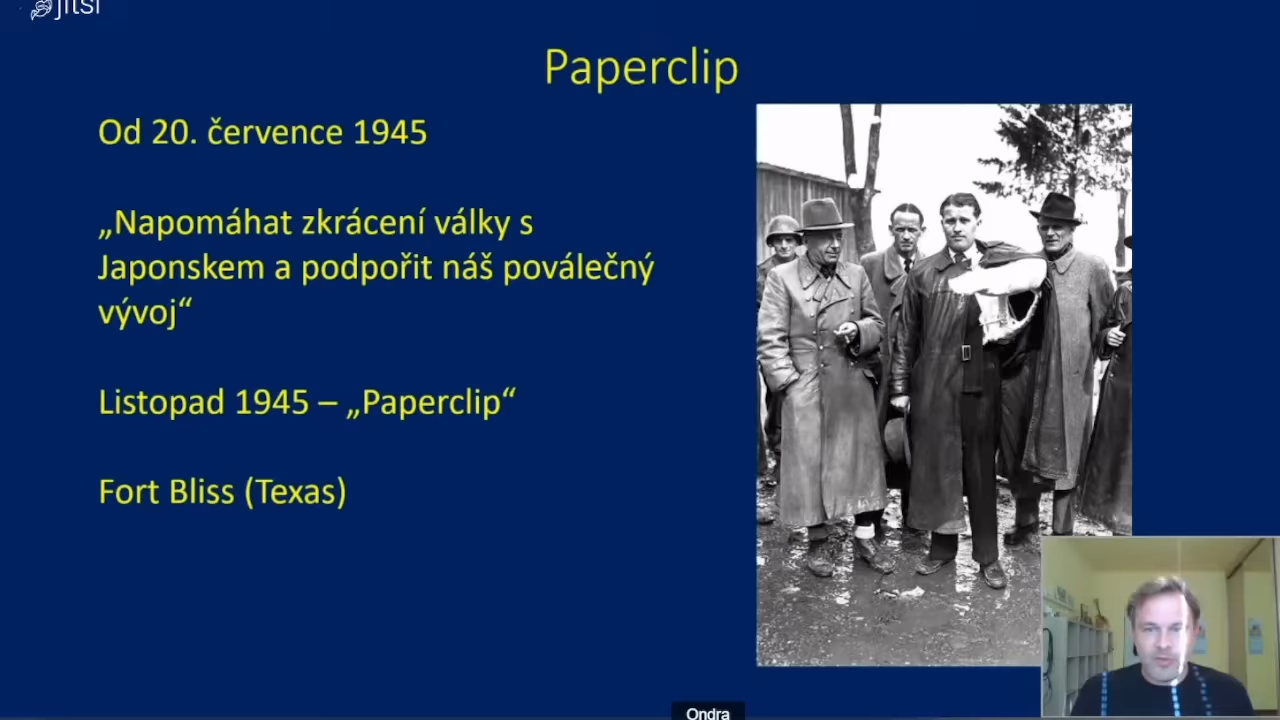 jitsi
Paperclip
Od 20. července 1945
„Napomáhat zkrácení války s
Japonskem a podpořit náš poválečný
vývoj“
Listopad 1945 – „Paperclip“
Fort Bliss (Texas)
Ondra